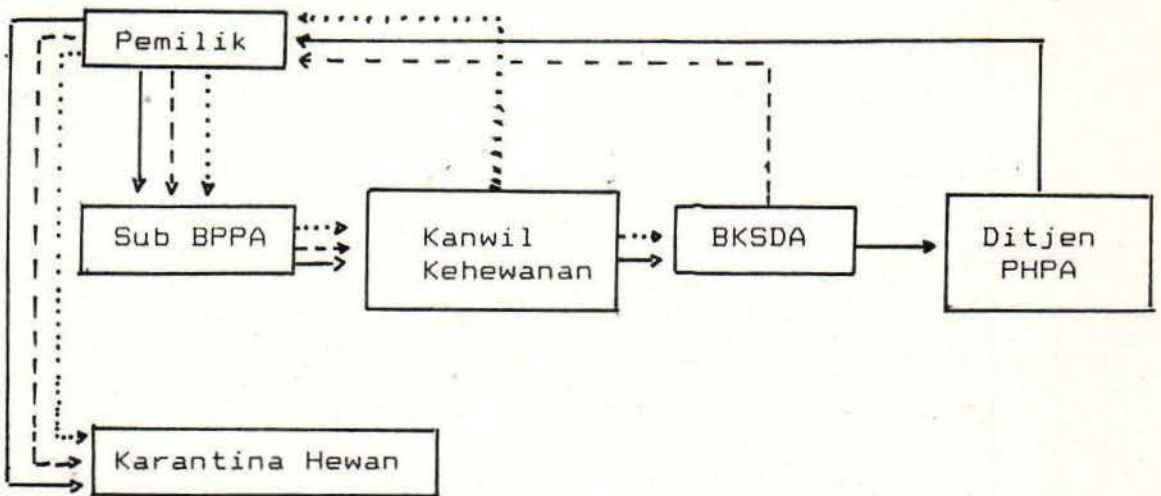 Pemilik
Sub BPPA
Kanwil
Kehewanan
BKSDA
Ditjen
PHPA
Karantina Hewan